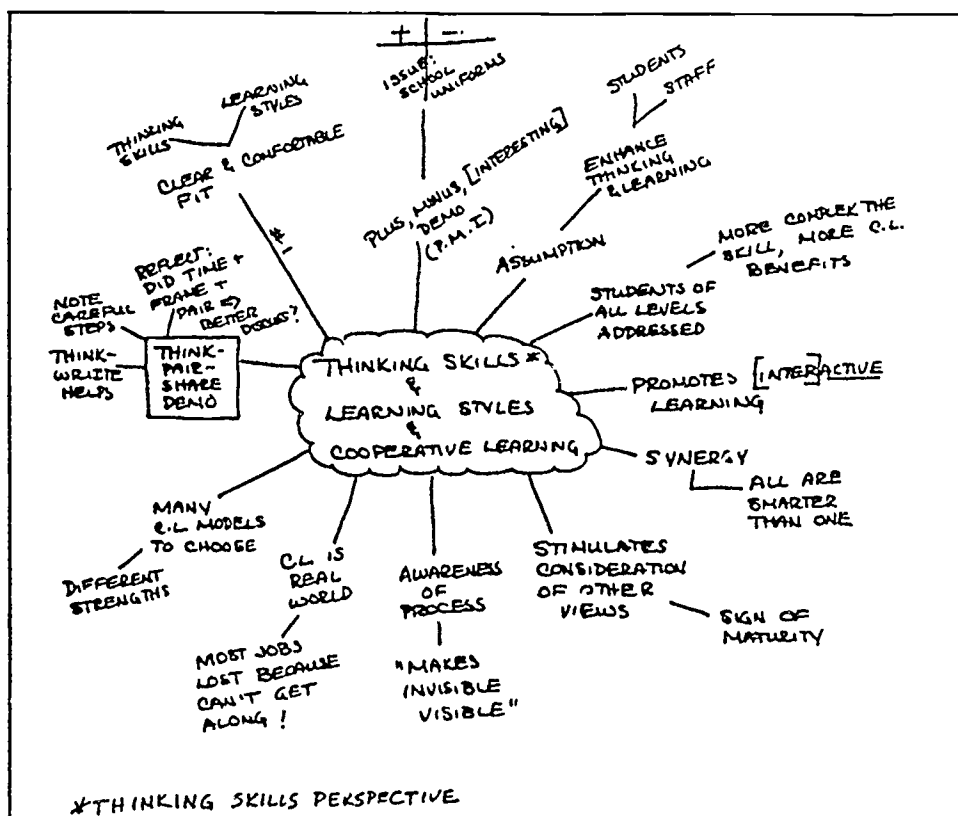 + -
ISSUE:
SCHOOL
UNIFORMS
PLUS, MINUS, [INTERESTING]
DEMO
(P.M.I)
LEARNING
STYLES
THINKING
SKILLS
CLEAR & CONFORTABLE
FIT
*
STUDENTS
STAFF
ENHANCE
THINKING
& LEARNING
ASSUMPTION
MORE COMPLEX THE
SKILL, MORE C.L.
BENEFITS
STUDENTS OF
ALL LEVELS
ADDRESSED
PROMOTES [INTER]ACTIVE
LEARNING
SYNERGY
ALL ARE
SMARTER
THAN ONE
STIMULATES
CONSIDERATION
OF OTHER
VIEWS
SIGN OF
MATURITY
AWARENESS
OF
PROCESS
"MAKES
INVISIBLE
VISIBLE"
CL IS
REAL
WORLD
MOST JOBS
LOST BECAUSE
CAN'T GET
ALONG!
MANY
C.L MODELS
TO CHOOSE
DIFFERENT
STRENGTHS
THINK-
PAIR-
SHARE
DEMO
THINK-
WRITE
HELPS
NOTE
CAREFUL
STEPS
REFLECT:
DID TIME +
FRAME +
PAIR ⇒
BETTER
DISCUSS?
THINKING SKILLS*
&
LEARNING STYLES
&
COOPERATIVE LEARNING
*THINKING SKILLS PERSPECTIVE